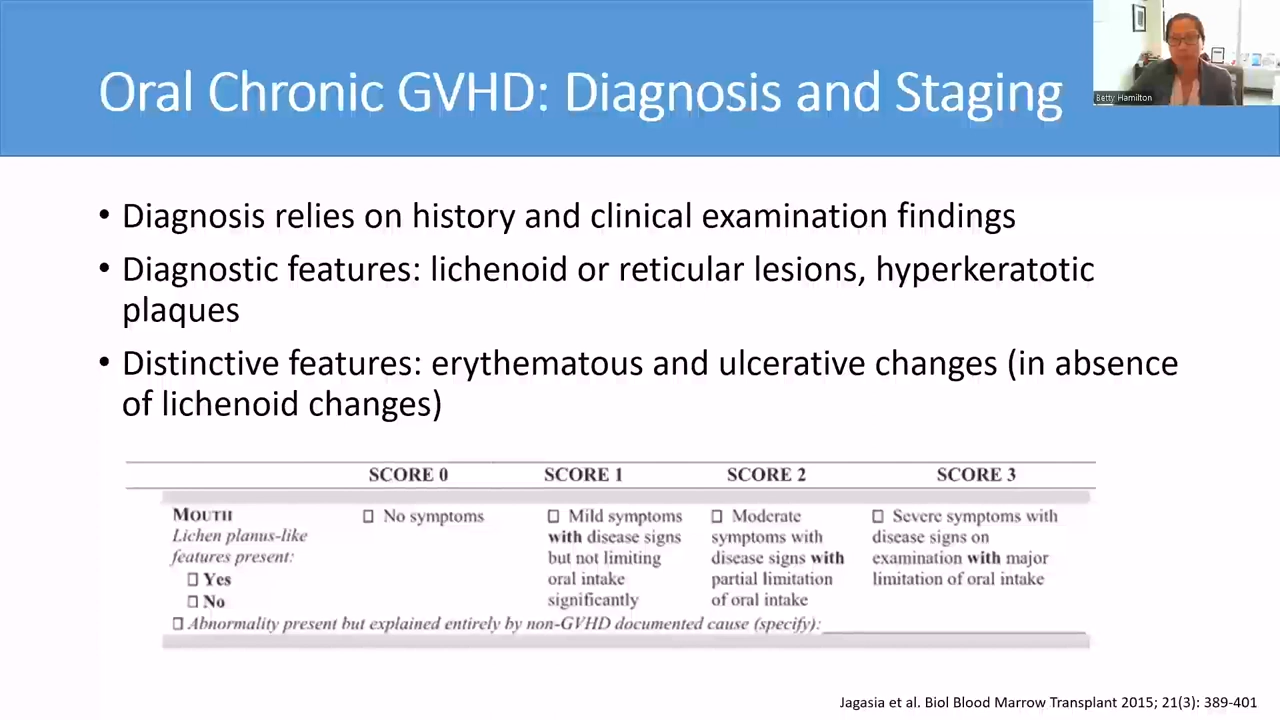 Oral Chronic GVHD: Diagnosis and Staging
Betty Hamilton
• Diagnosis relies on history and clinical examination findings
• Diagnostic features: lichenoid or reticular lesions, hyperkeratotic
plaques
• Distinctive features: erythematous and ulcerative changes (in absence
of lichenoid changes)
SCORE 0 SCORE 1 SCORE 2 SCORE 3
MOUTH ☐ No symptoms ☐ Mild symptoms ☐ Moderate ☐ Severe symptoms with
Lichen planus-like with disease signs symptoms with disease signs on
features present: but not limiting disease signs with examination with major
☐ Yes oral intake partial limitation limitation of oral intake
☐ No significantly of oral intake
☐ Abnormality present but explained entirely by non-GVHD documented cause (specify):
Jagasia et al. Biol Blood Marrow Transplant 2015; 21(3): 389-401